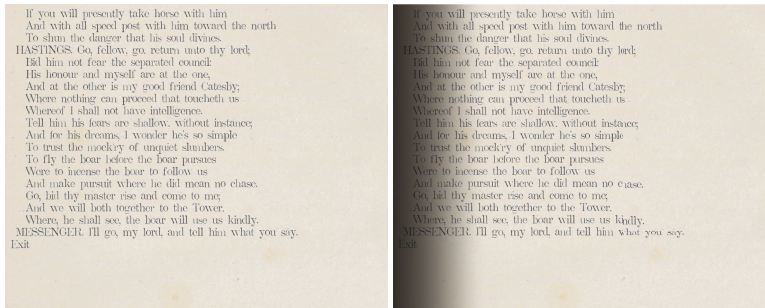 If you will presently take horse with him
And with all speed post with him toward the north
To shun the danger that his soul divines.
HASTINGS. Go, fellow, go, return unto thy lord;
Bid him not fear the separated council:
His honour and myself are at the one,
And at the other is my good friend Catesby;
Where nothing can proceed that toucheth us
Whereof I shall not have intelligence.
Tell him his fears are shallow, without instance;
And for his dreams, I wonder he's so simple
To trust the mock'ry of unquiet slumbers.
To fly the boar before the boar pursues
Were to incense the boar to follow us
And make pursuit where he did mean no chase.
Go, bid thy master rise and come to me;
And we will both together to the Tower,
Where, he shall see, the boar will use us kindly.
MESSENGER. I'll go, my lord, and tell him what you say.
Exit
If you will presently take horse with him
And with all speed post with him toward the north
To shun the danger that his soul divines.
HASTINGS. Go, fellow, go, return unto thy lord;
Bid him not fear the separated council:
His honour and myself are at the one,
And at the other is my good friend Catesby;
Where nothing can proceed that toucheth us
Whereof I shall not have intelligence.
Tell him his fears are shallow, without instance;
And for his dreams, I wonder he's so simple
To trust the mock'ry of unquiet slumbers.
To fly the boar before the boar pursues
Were to incense the boar to follow us
And make pursuit where he did mean no chase.
Go, bid thy master rise and come to me;
And we will both together to the Tower,
Where, he shall see, the boar will use us kindly.
MESSENGER. I'll go, my lord, and tell him what you say.
Exit